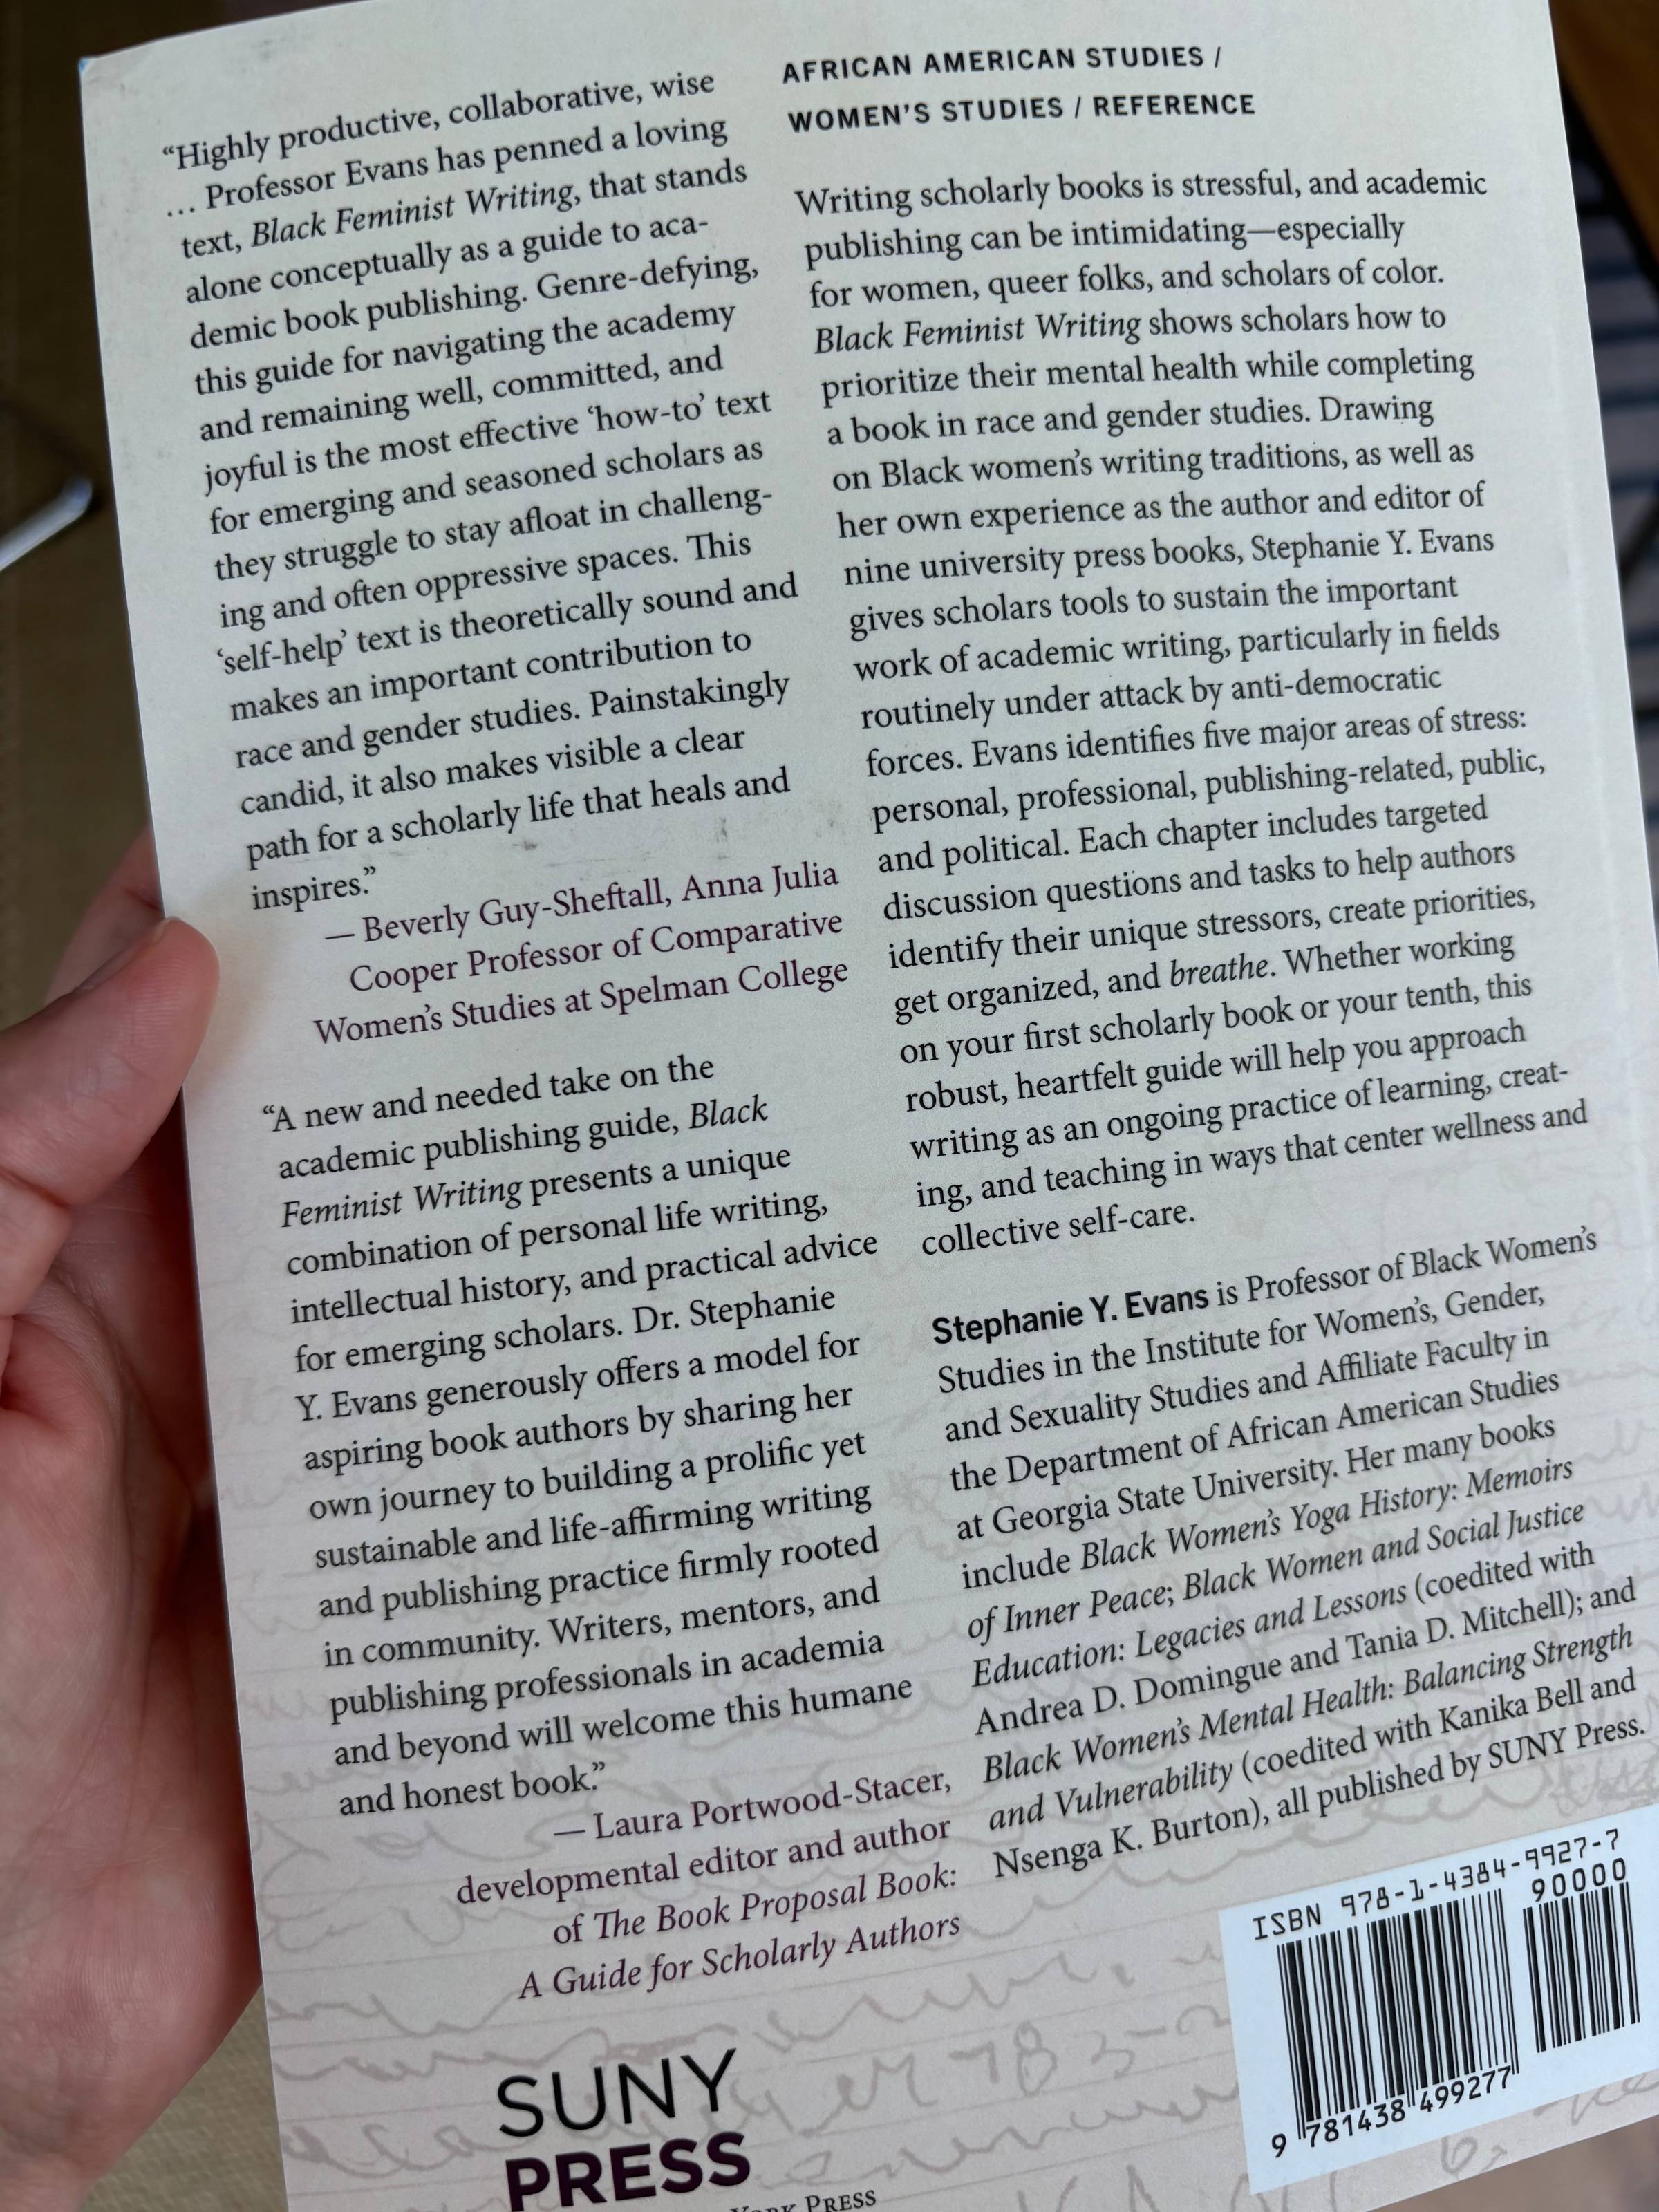 “Highly productive, collaborative, wise
… Professor Evans has penned a loving
text, Black Feminist Writing, that stands
alone conceptually as a guide to aca-
demic book publishing. Genre-defying,
this guide for navigating the academy
and remaining well, committed, and
joyful is the most effective ‘how-to’ text
for emerging and seasoned scholars as
they struggle to stay afloat in challeng-
ing and often oppressive spaces. This
‘self-help’ text is theoretically sound and
makes an important contribution to
race and gender studies. Painstakingly
candid, it also makes visible a clear
path for a scholarly life that heals and
inspires.”
— Beverly Guy-Sheftall, Anna Julia
Cooper Professor of Comparative
Women’s Studies at Spelman College
“A new and needed take on the
academic publishing guide, Black
Feminist Writing presents a unique
combination of personal life writing,
intellectual history, and practical advice
for emerging scholars. Dr. Stephanie
Y. Evans generously offers a model for
aspiring book authors by sharing her
own journey to building a prolific yet
sustainable and life-affirming writing
and publishing practice firmly rooted
in community. Writers, mentors, and
publishing professionals in academia
and beyond will welcome this humane
and honest book.”
— Laura Portwood-Stacer,
developmental editor and author
of The Book Proposal Book:
A Guide for Scholarly Authors
SUNY
PRESS
YORK PRESS
AFRICAN AMERICAN STUDIES /
WOMEN’S STUDIES / REFERENCE
Writing scholarly books is stressful, and academic
publishing can be intimidating—especially
for women, queer folks, and scholars of color.
Black Feminist Writing shows scholars how to
prioritize their mental health while completing
a book in race and gender studies. Drawing
on Black women’s writing traditions, as well as
her own experience as the author and editor of
nine university press books, Stephanie Y. Evans
gives scholars tools to sustain the important
work of academic writing, particularly in fields
routinely under attack by anti-democratic
forces. Evans identifies five major areas of stress:
personal, professional, publishing-related, public,
and political. Each chapter includes targeted
discussion questions and tasks to help authors
identify their unique stressors, create priorities,
get organized, and breathe. Whether working
on your first scholarly book or your tenth, this
robust, heartfelt guide will help you approach
writing as an ongoing practice of learning, creat-
ing, and teaching in ways that center wellness and
collective self-care.
Stephanie Y. Evans is Professor of Black Women’s
Studies in the Institute for Women’s, Gender,
and Sexuality Studies and Affiliate Faculty in
the Department of African American Studies
at Georgia State University. Her many books
include Black Women’s Yoga History: Memoirs
of Inner Peace; Black Women and Social Justice
Education: Legacies and Lessons (coedited with
Andrea D. Domingue and Tania D. Mitchell); and
Black Women’s Mental Health: Balancing Strength
and Vulnerability (coedited with Kanika Bell and
Nsenga K. Burton), all published by SUNY Press.
ISBN 978-1-4384-9927-7
90000
9 781438 499277